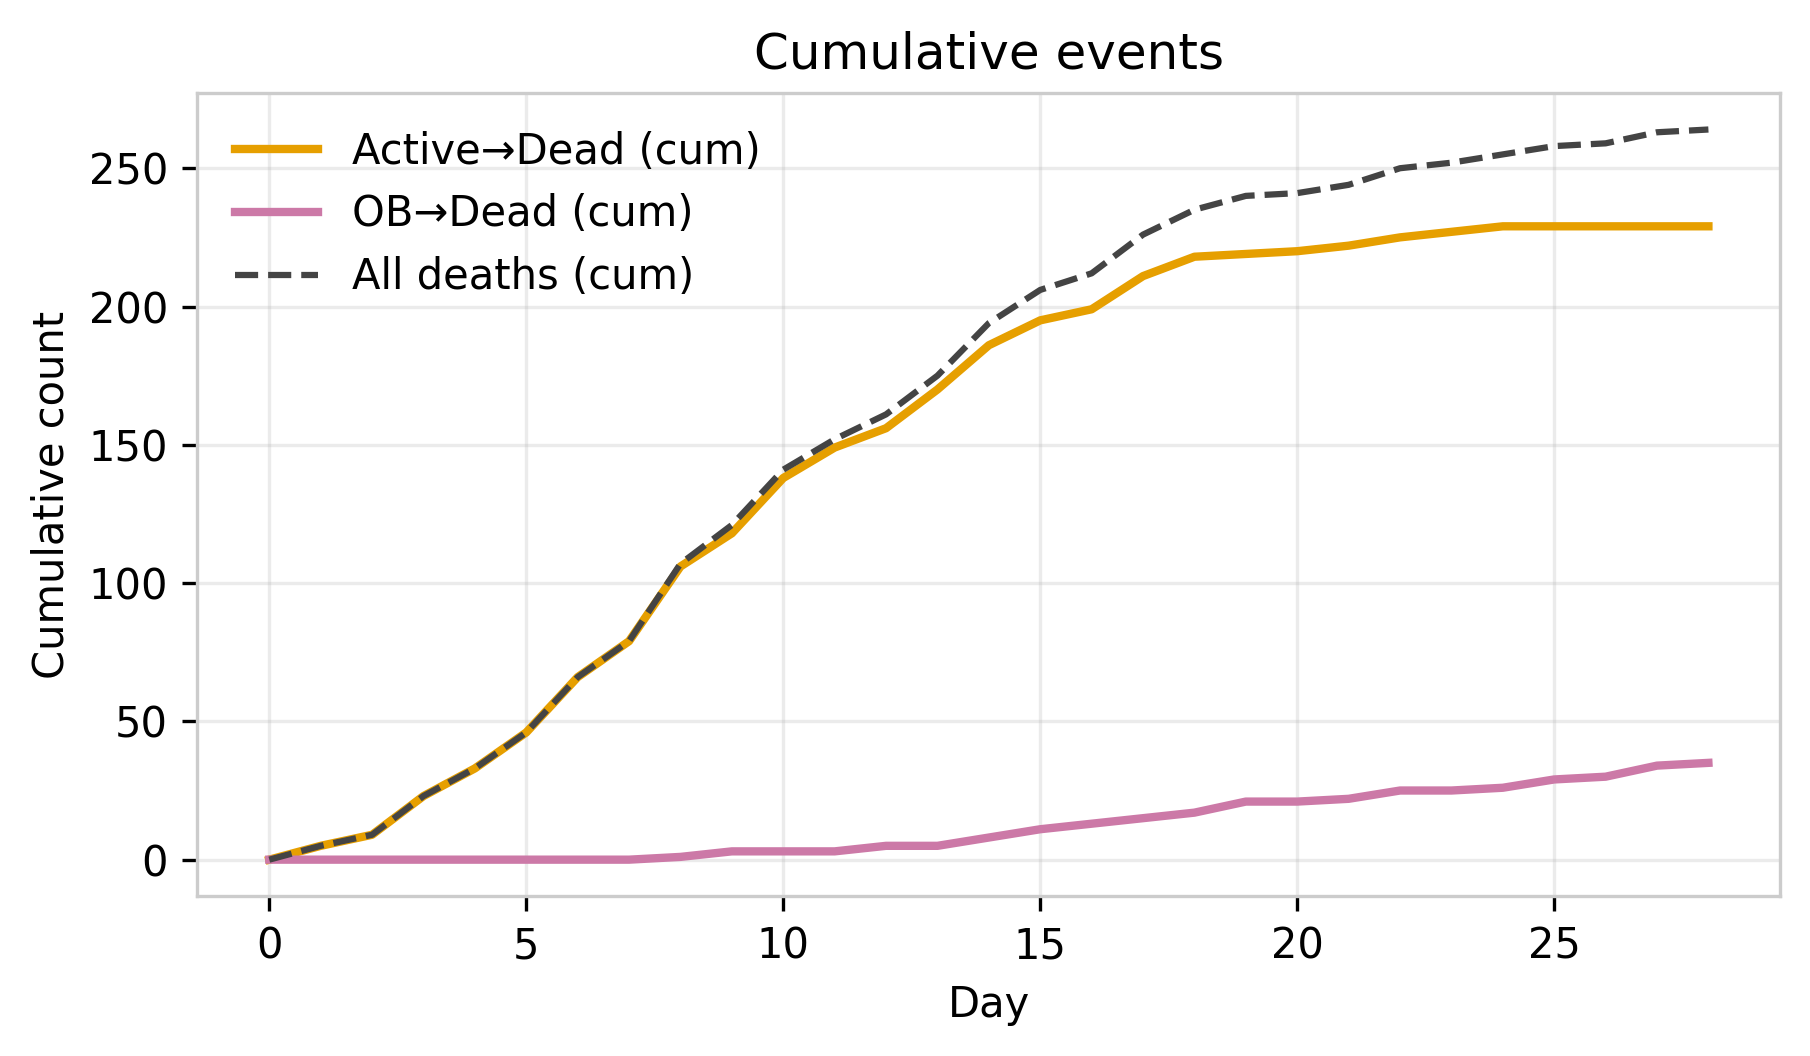 Cumulative events
Active→Dead (cum)
OB→Dead (cum)
All deaths (cum)
Cumulative count
250
200
150
100
50
0
0 5 10 15 20 25
Day